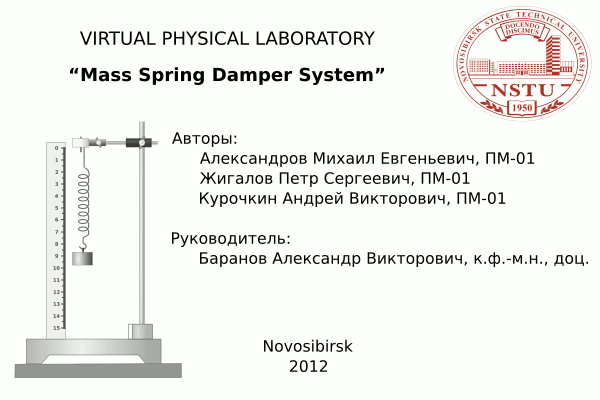 VIRTUAL PHYSICAL LABORATORY
“Mass Spring Damper System”
NOVOSIBIRSK STATE TECHNICAL UNIVERSITY
DOCENDO
DISCIMUS
NSTU
1950
Авторы:
Александров Михаил Евгеньевич, ПМ-01
Жигалов Петр Сергеевич, ПМ-01
Курочкин Андрей Викторович, ПМ-01
Руководитель:
Баранов Александр Викторович, к.ф.-м.н., доц.
0
1
2
3
4
5
6
7
8
9
10
11
12
13
14
15
Novosibirsk
2012